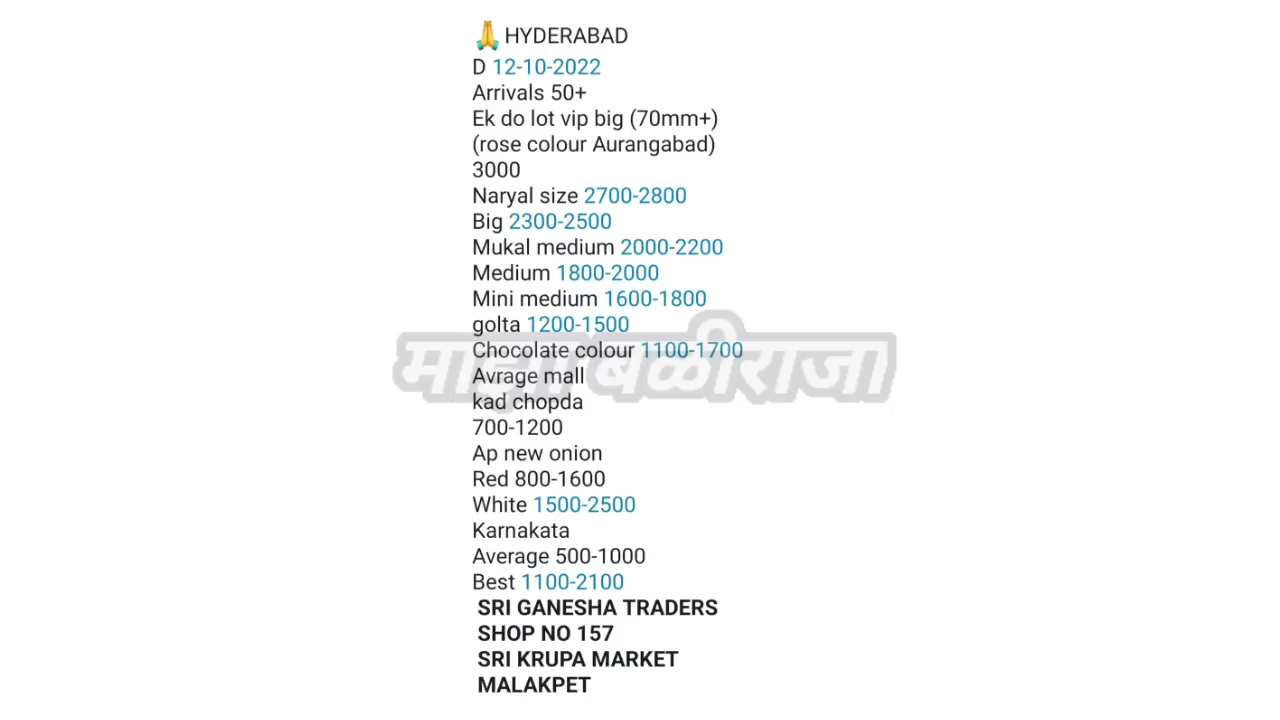 🙏HYDERABAD
D 12-10-2022
Arrivals 50+
Ek do lot vip big (70mm+)
(rose colour Aurangabad)
3000
Naryal size 2700-2800
Big 2300-2500
Mukal medium 2000-2200
Medium 1800-2000
Mini medium 1600-1800
golta 1200-1500
Chocolate colour 1100-1700
माझा बळीराजा
Avrage mall
kad chopda
700-1200
Ap new onion
Red 800-1600
White 1500-2500
Karnakata
Average 500-1000
Best 1100-2100
SRI GANESHA TRADERS
SHOP NO 157
SRI KRUPA MARKET
MALAKPET